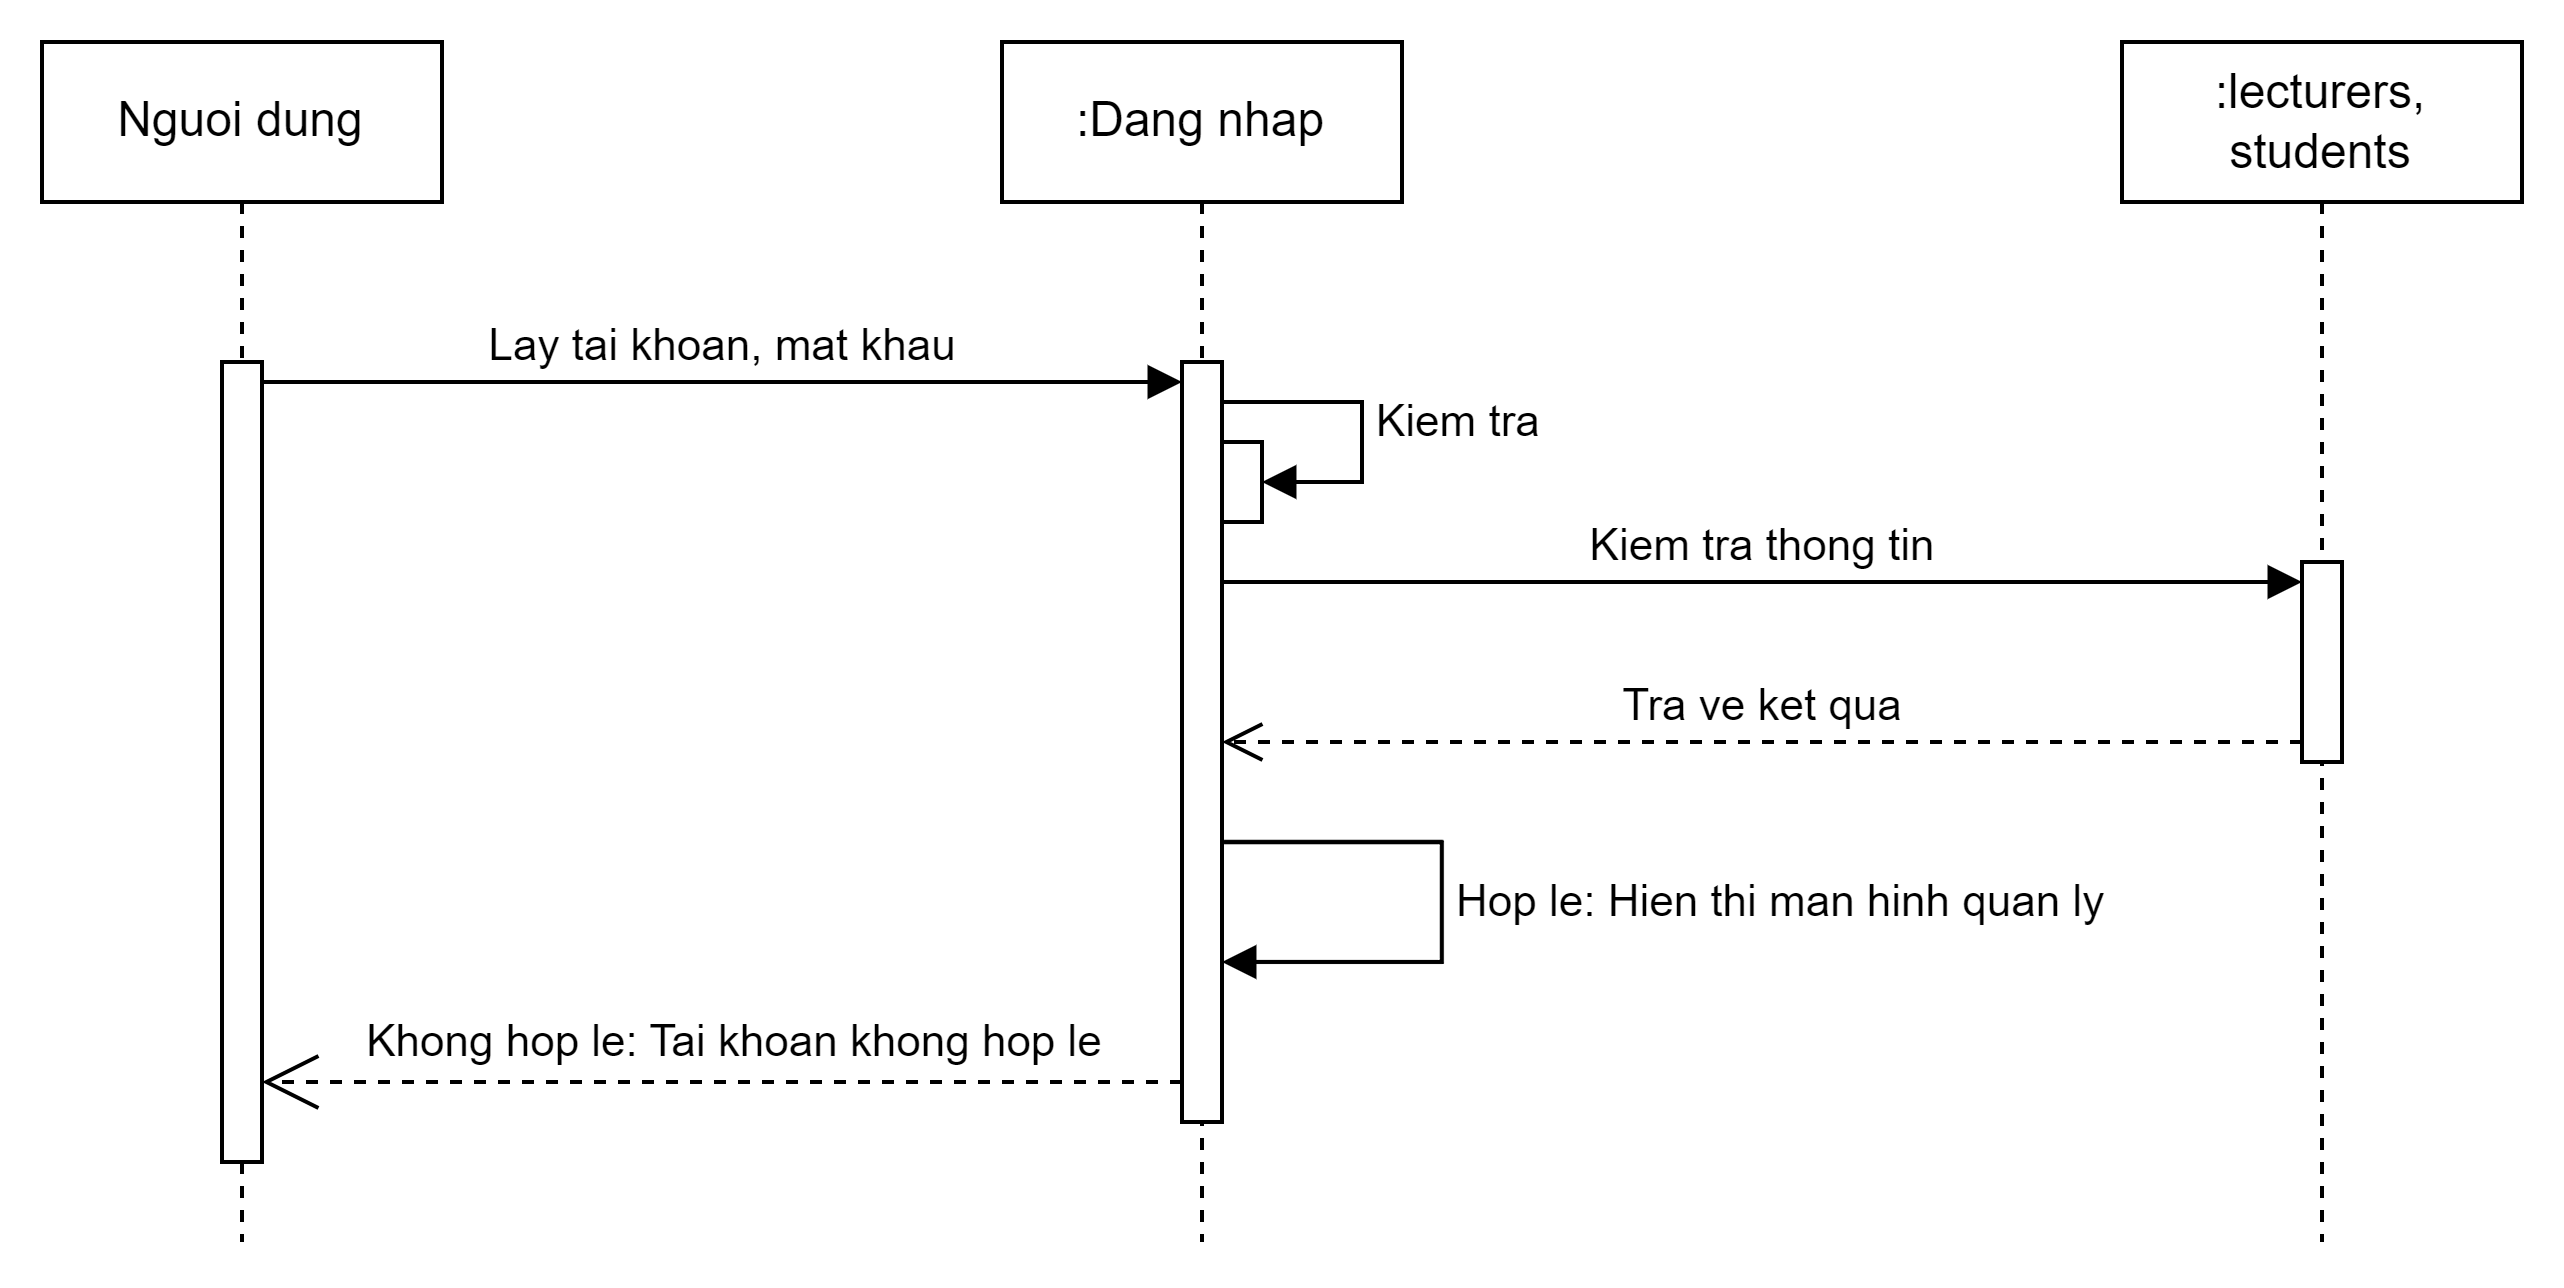 Nguoi dung
:Dang nhap
:lecturers,
students
Lay tai khoan, mat khau
Kiem tra
Kiem tra thong tin
Tra ve ket qua
Hop le: Hien thi man hinh quan ly
Khong hop le: Tai khoan khong hop le